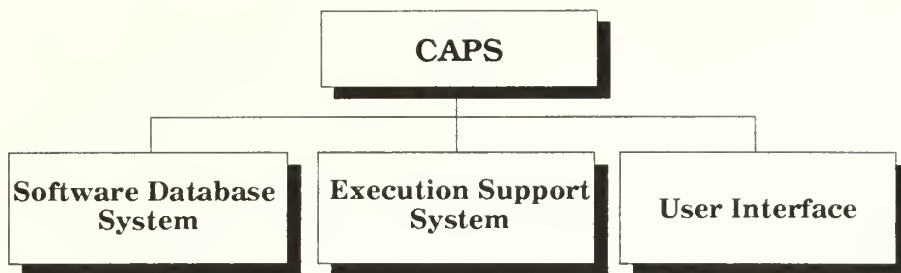 CAPS
Software Database
System
Execution Support
System
User Interface